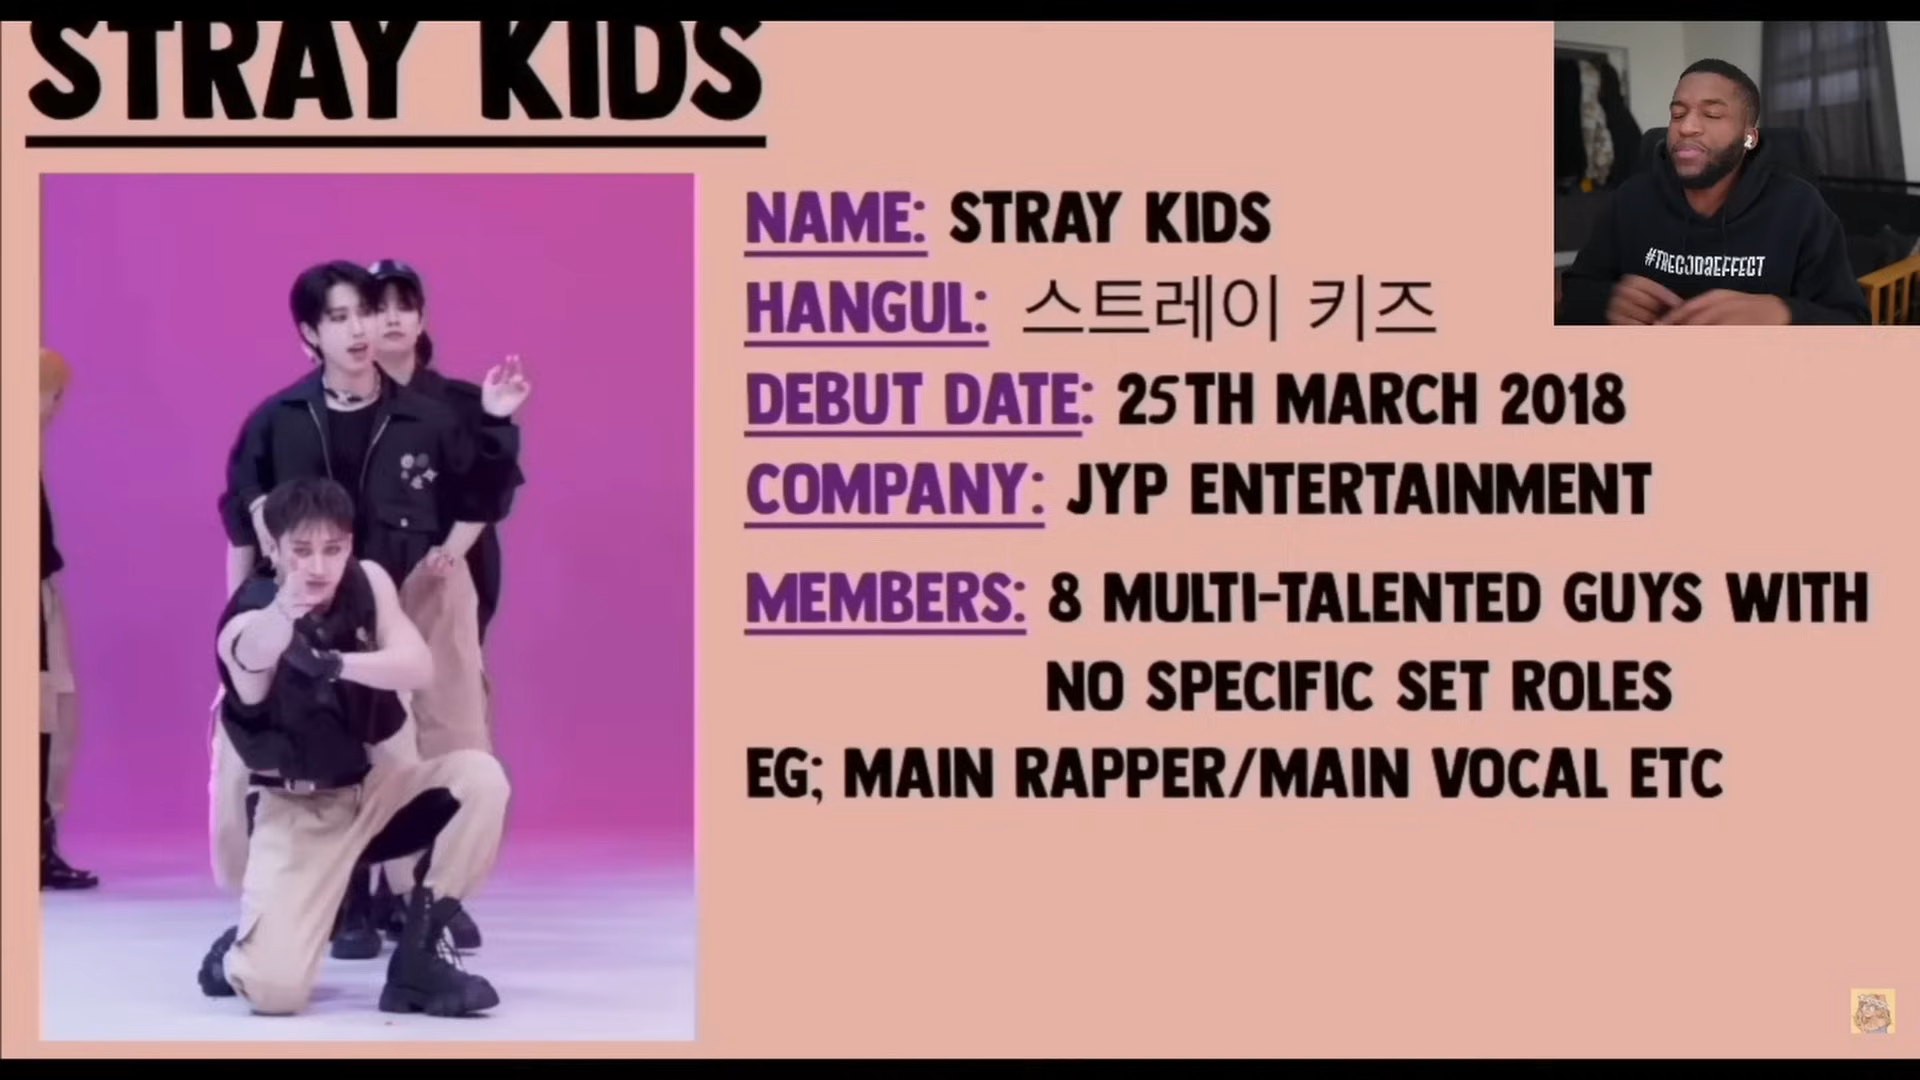 STRAY KIDS
NAME: STRAY KIDS
HANGUL: 스트레이 키즈
DEBUT DATE: 25TH MARCH 2018
COMPANY: JYP ENTERTAINMENT
MEMBERS: 8 MULTI-TALENTED GUYS WITH
NO SPECIFIC SET ROLES
EG; MAIN RAPPER/MAIN VOCAL ETC
#THECODAEFFECT